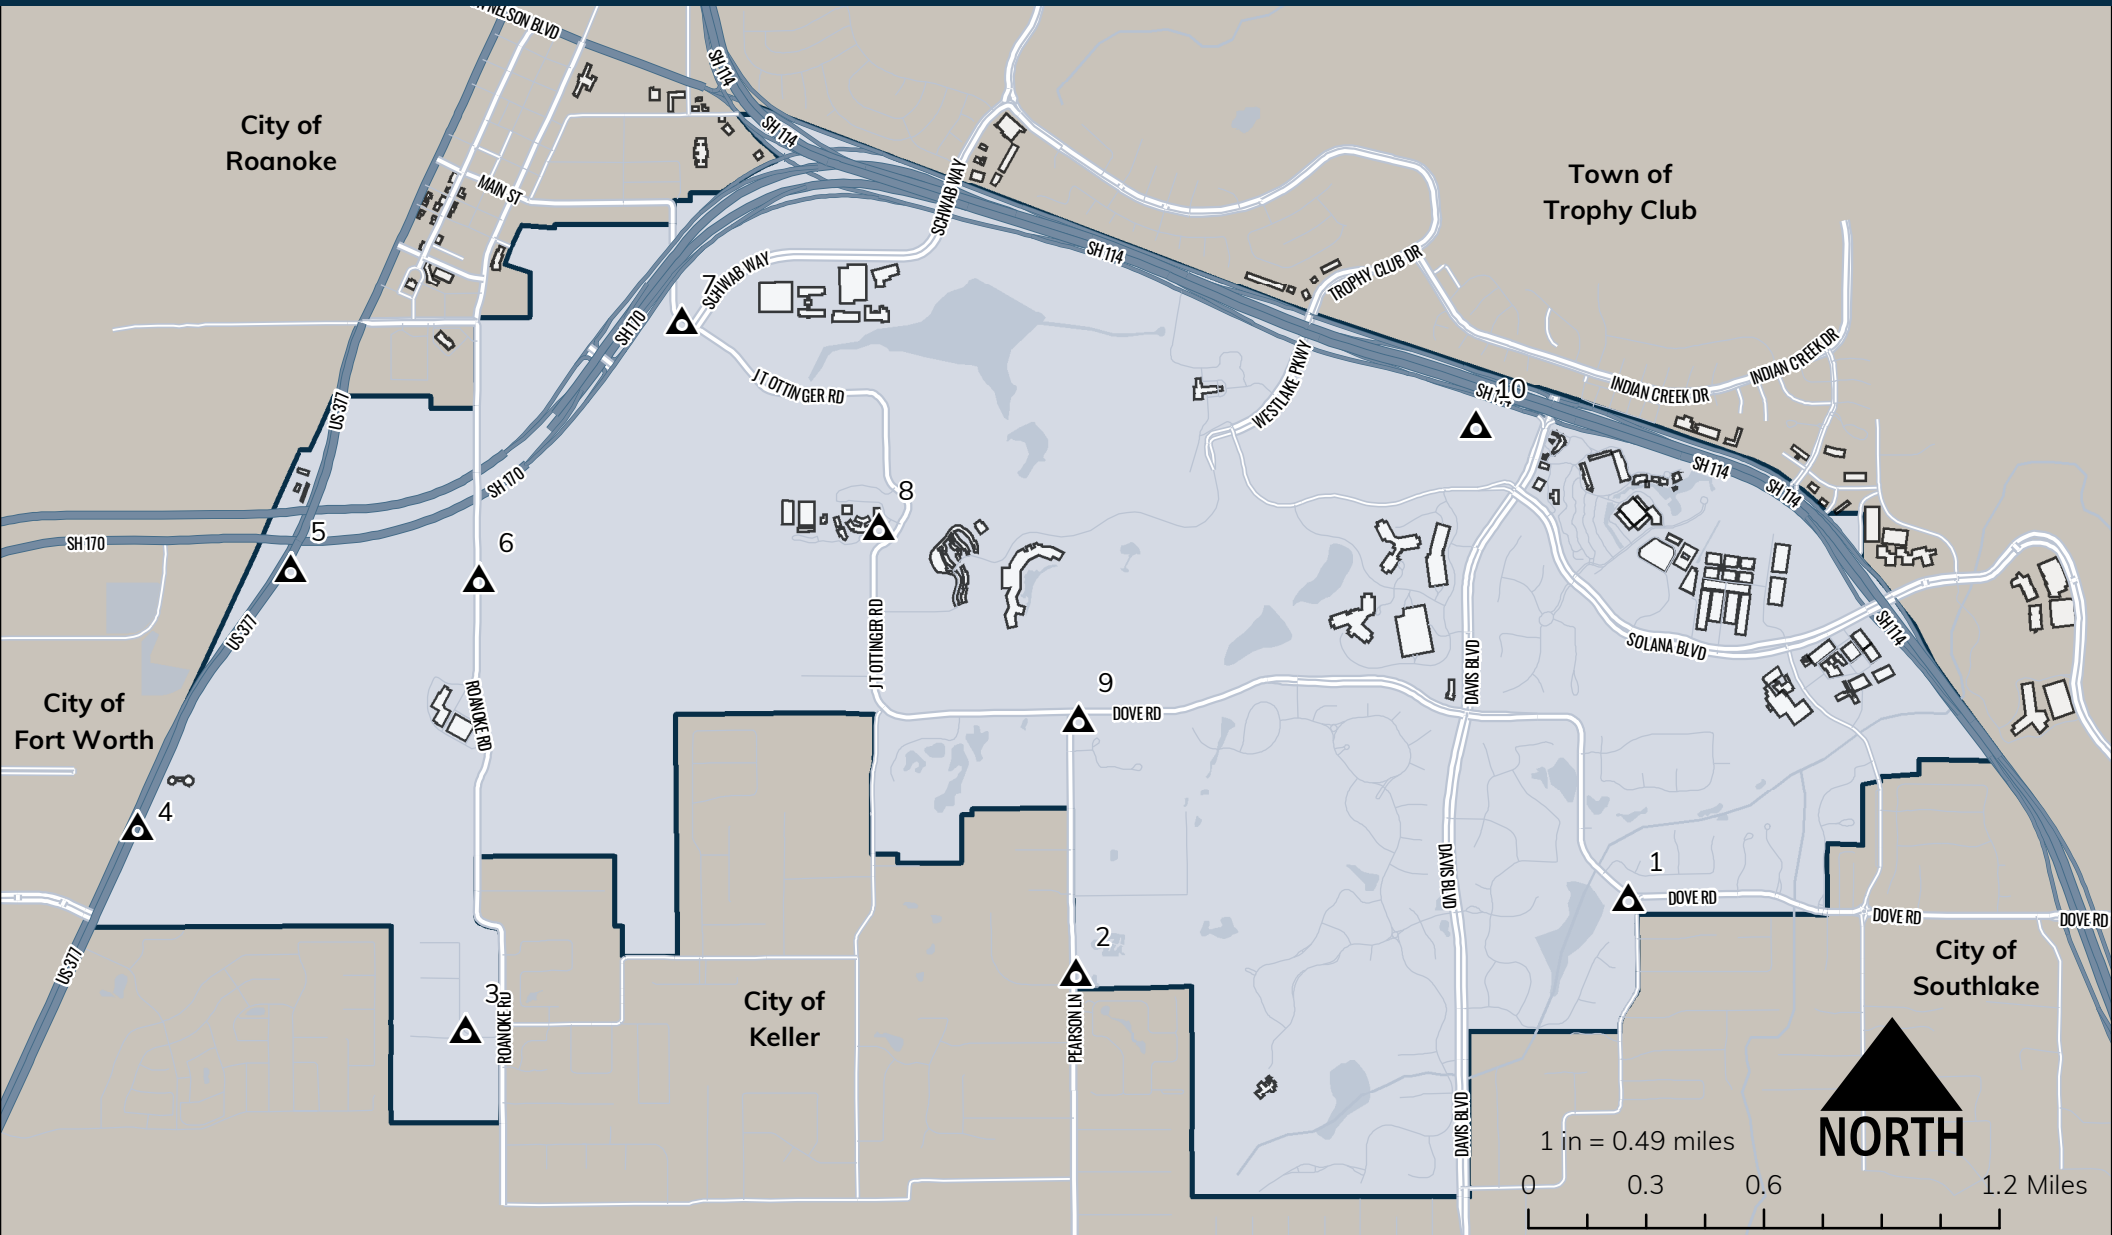 NELSON BLVD
SH 114
City of
Roanoke
SH 114
MAIN ST
SCHWAB WAY
Town of
Trophy Club
SH 114
TROPHY CLUB DR
7
SCHWAB WAY
SH 170
INDIAN CREEK DR
INDIAN CREEK DR
J T OTTINGER RD
WESTLAKE PKWY
10
SH 114
US 377
SH 114
SH 114
SH 170
8
5
6
SH 170
US 377
J T OTTINGER RD
SOLANA BLVD
SH 114
DAVIS BLVD
9
DOVE RD
ROANOKE RD
City of
Fort Worth
4
1
DAVIS BLVD
DOVE RD
DOVE RD
DOVE RD
2
US 377
City of
Southlake
3
ROANOKE RD
City of
Keller
PEARSON LN
DAVIS BLVD
NORTH
1 in = 0.49 miles
0 0.3 0.6 1.2 Miles